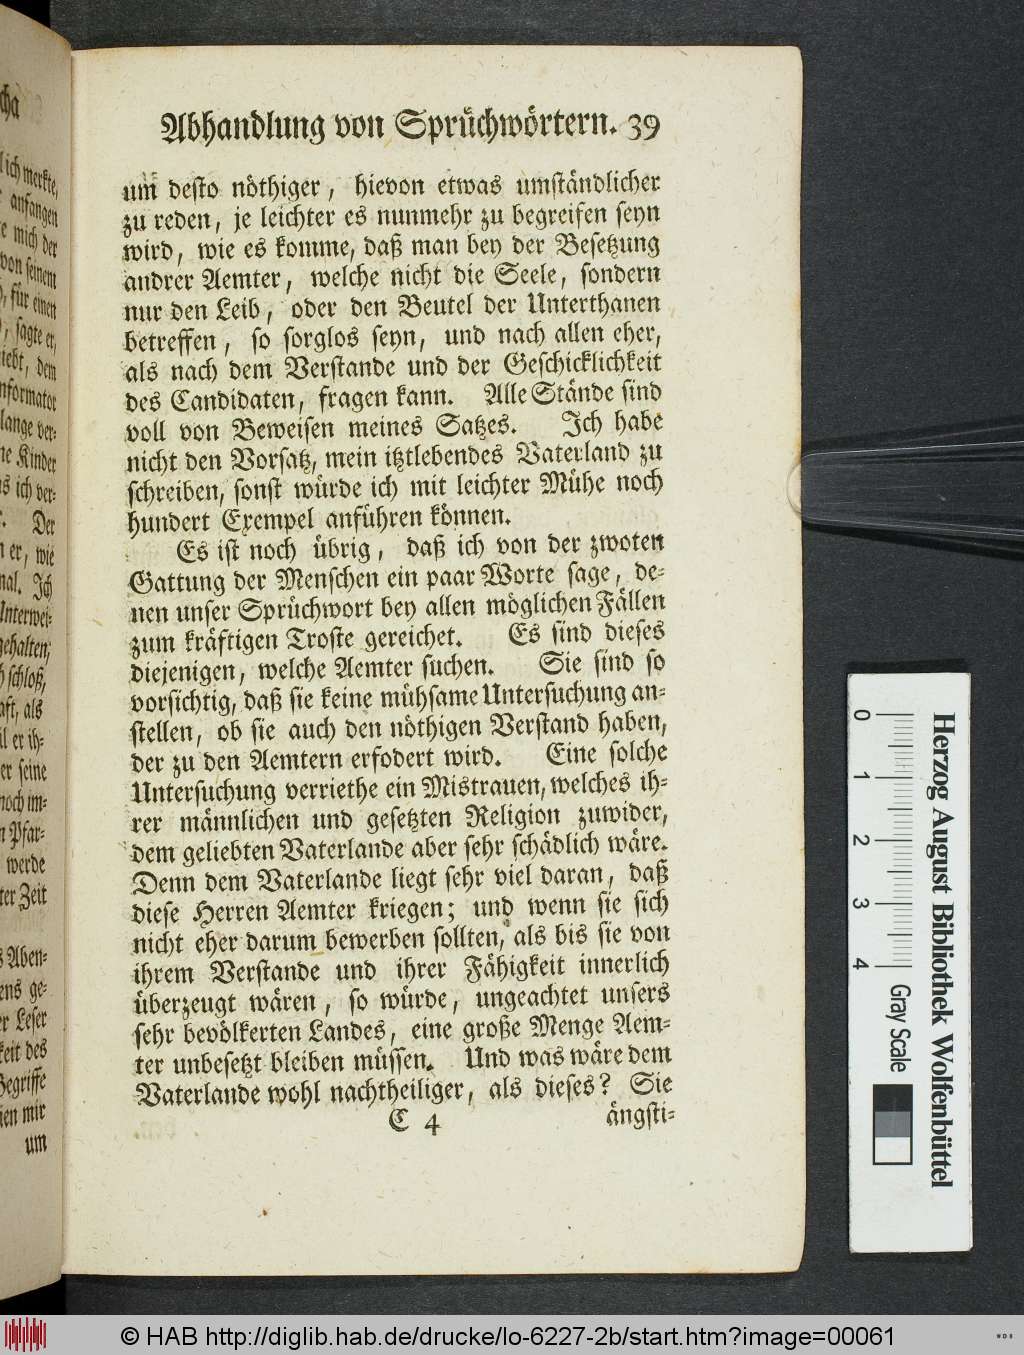 Abhandlung von Sprüchwörtern. 39
um desto nöthiger, hievon etwas umständlicher
zu reden, je leichter es nunmehr zu begreifen seyn
wird, wie es komme, daß man bey der Besetzung
andrer Aemter, welche nicht die Seele, sondern
nur den Leib, oder den Beutel der Unterthanen
betreffen, so sorglos seyn, und nach allen eher,
als nach dem Verstande und der Geschicklichkeit
des Candidaten, fragen kann. Alle Stände sind
voll von Beweisen meines Satzes. Ich habe
nicht den Vorsatz, mein itztlebendes Vaterland zu
schreiben, sonst würde ich mit leichter Mühe noch
hundert Exempel anführen können.
Es ist noch übrig, daß ich von der zwoten
Gattung der Menschen ein paar Worte sage, de-
nen unser Sprüchwort bey allen möglichen Fällen
zum kräftigen Troste gereichet. Es sind dieses
diejenigen, welche Aemter suchen. Sie sind so
vorsichtig, daß sie keine mühsame Untersuchung an-
stellen, ob sie auch den nöthigen Verstand haben,
der zu den Aemtern erfodert wird. Eine solche
Untersuchung verriethe ein Mistrauen, welches ih-
rer männlichen und gesetzten Religion zuwider,
dem geliebten Vaterlande aber sehr schädlich wäre.
Denn dem Vaterlande liegt sehr viel daran, daß
diese Herren Aemter kriegen; und wenn sie sich
nicht eher darum bewerben sollten, als bis sie von
ihrem Verstande und ihrer Fähigkeit innerlich
überzeugt wären, so würde, ungeachtet unsers
sehr bevölkerten Landes, eine große Menge Aem-
ter unbesetzt bleiben müssen. Und was wäre dem
Vaterlande wohl nachtheiliger, als dieses? Sie
C 4 ängsti-
0 1 2 3 4 Gray Scale
Herzog August Bibliothek Wolfenbüttel
© HAB http://diglib.hab.de/drucke/lo-6227-2b/start.htm?image=00061